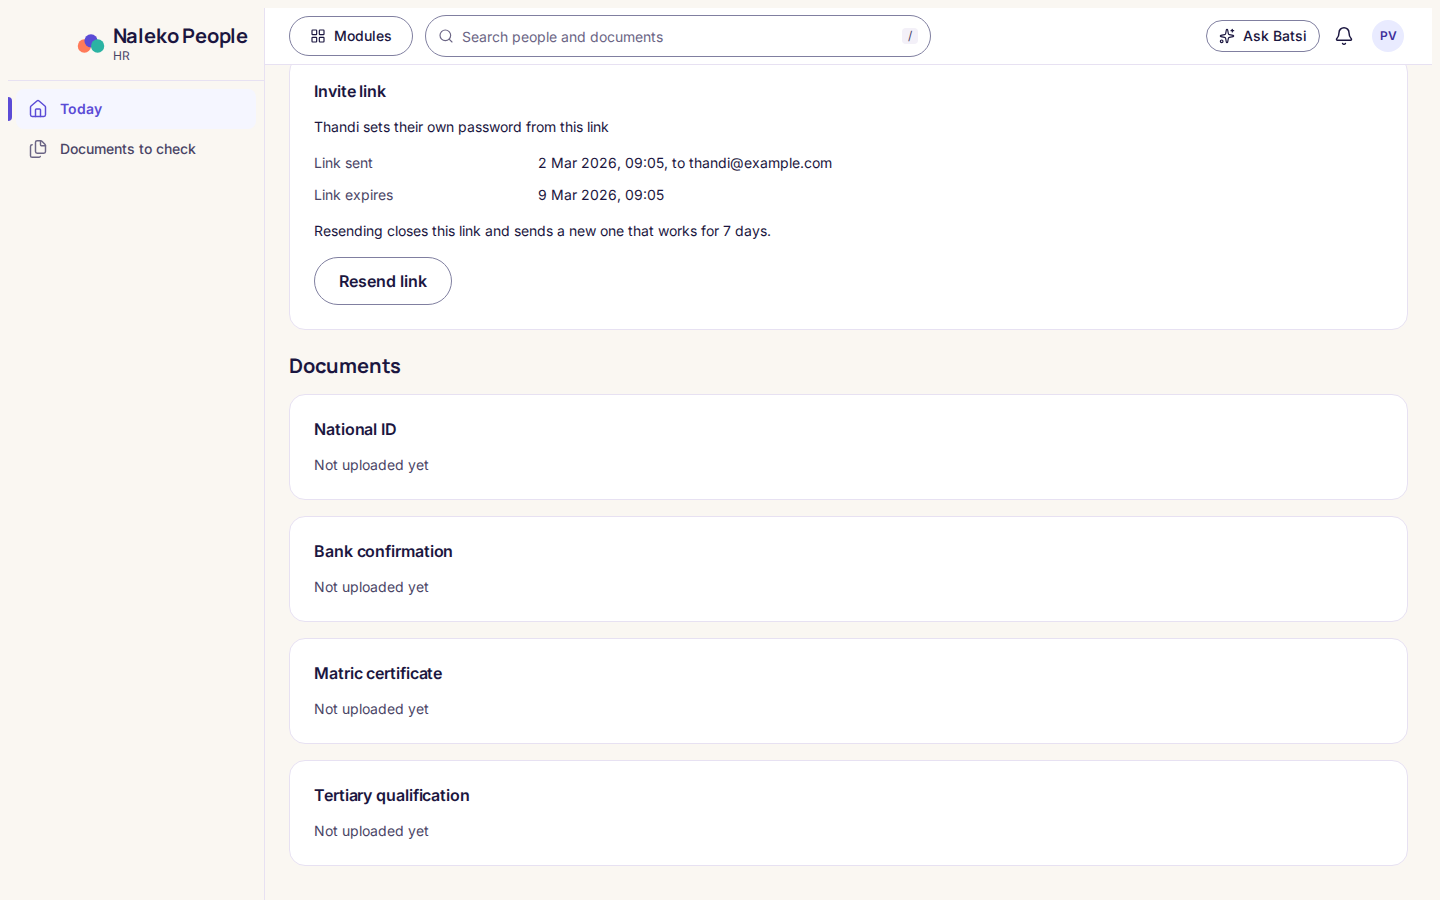 Naleko People
HR
Today
Documents to check
Modules
Search people and documents
/
Ask Batsi
PV
Invite link
Thandi sets their own password from this link
Link sent
2 Mar 2026, 09:05, to thandi@example.com
Link expires
9 Mar 2026, 09:05
Resending closes this link and sends a new one that works for 7 days.
Resend link
Documents
National ID
Not uploaded yet
Bank confirmation
Not uploaded yet
Matric certificate
Not uploaded yet
Tertiary qualification
Not uploaded yet